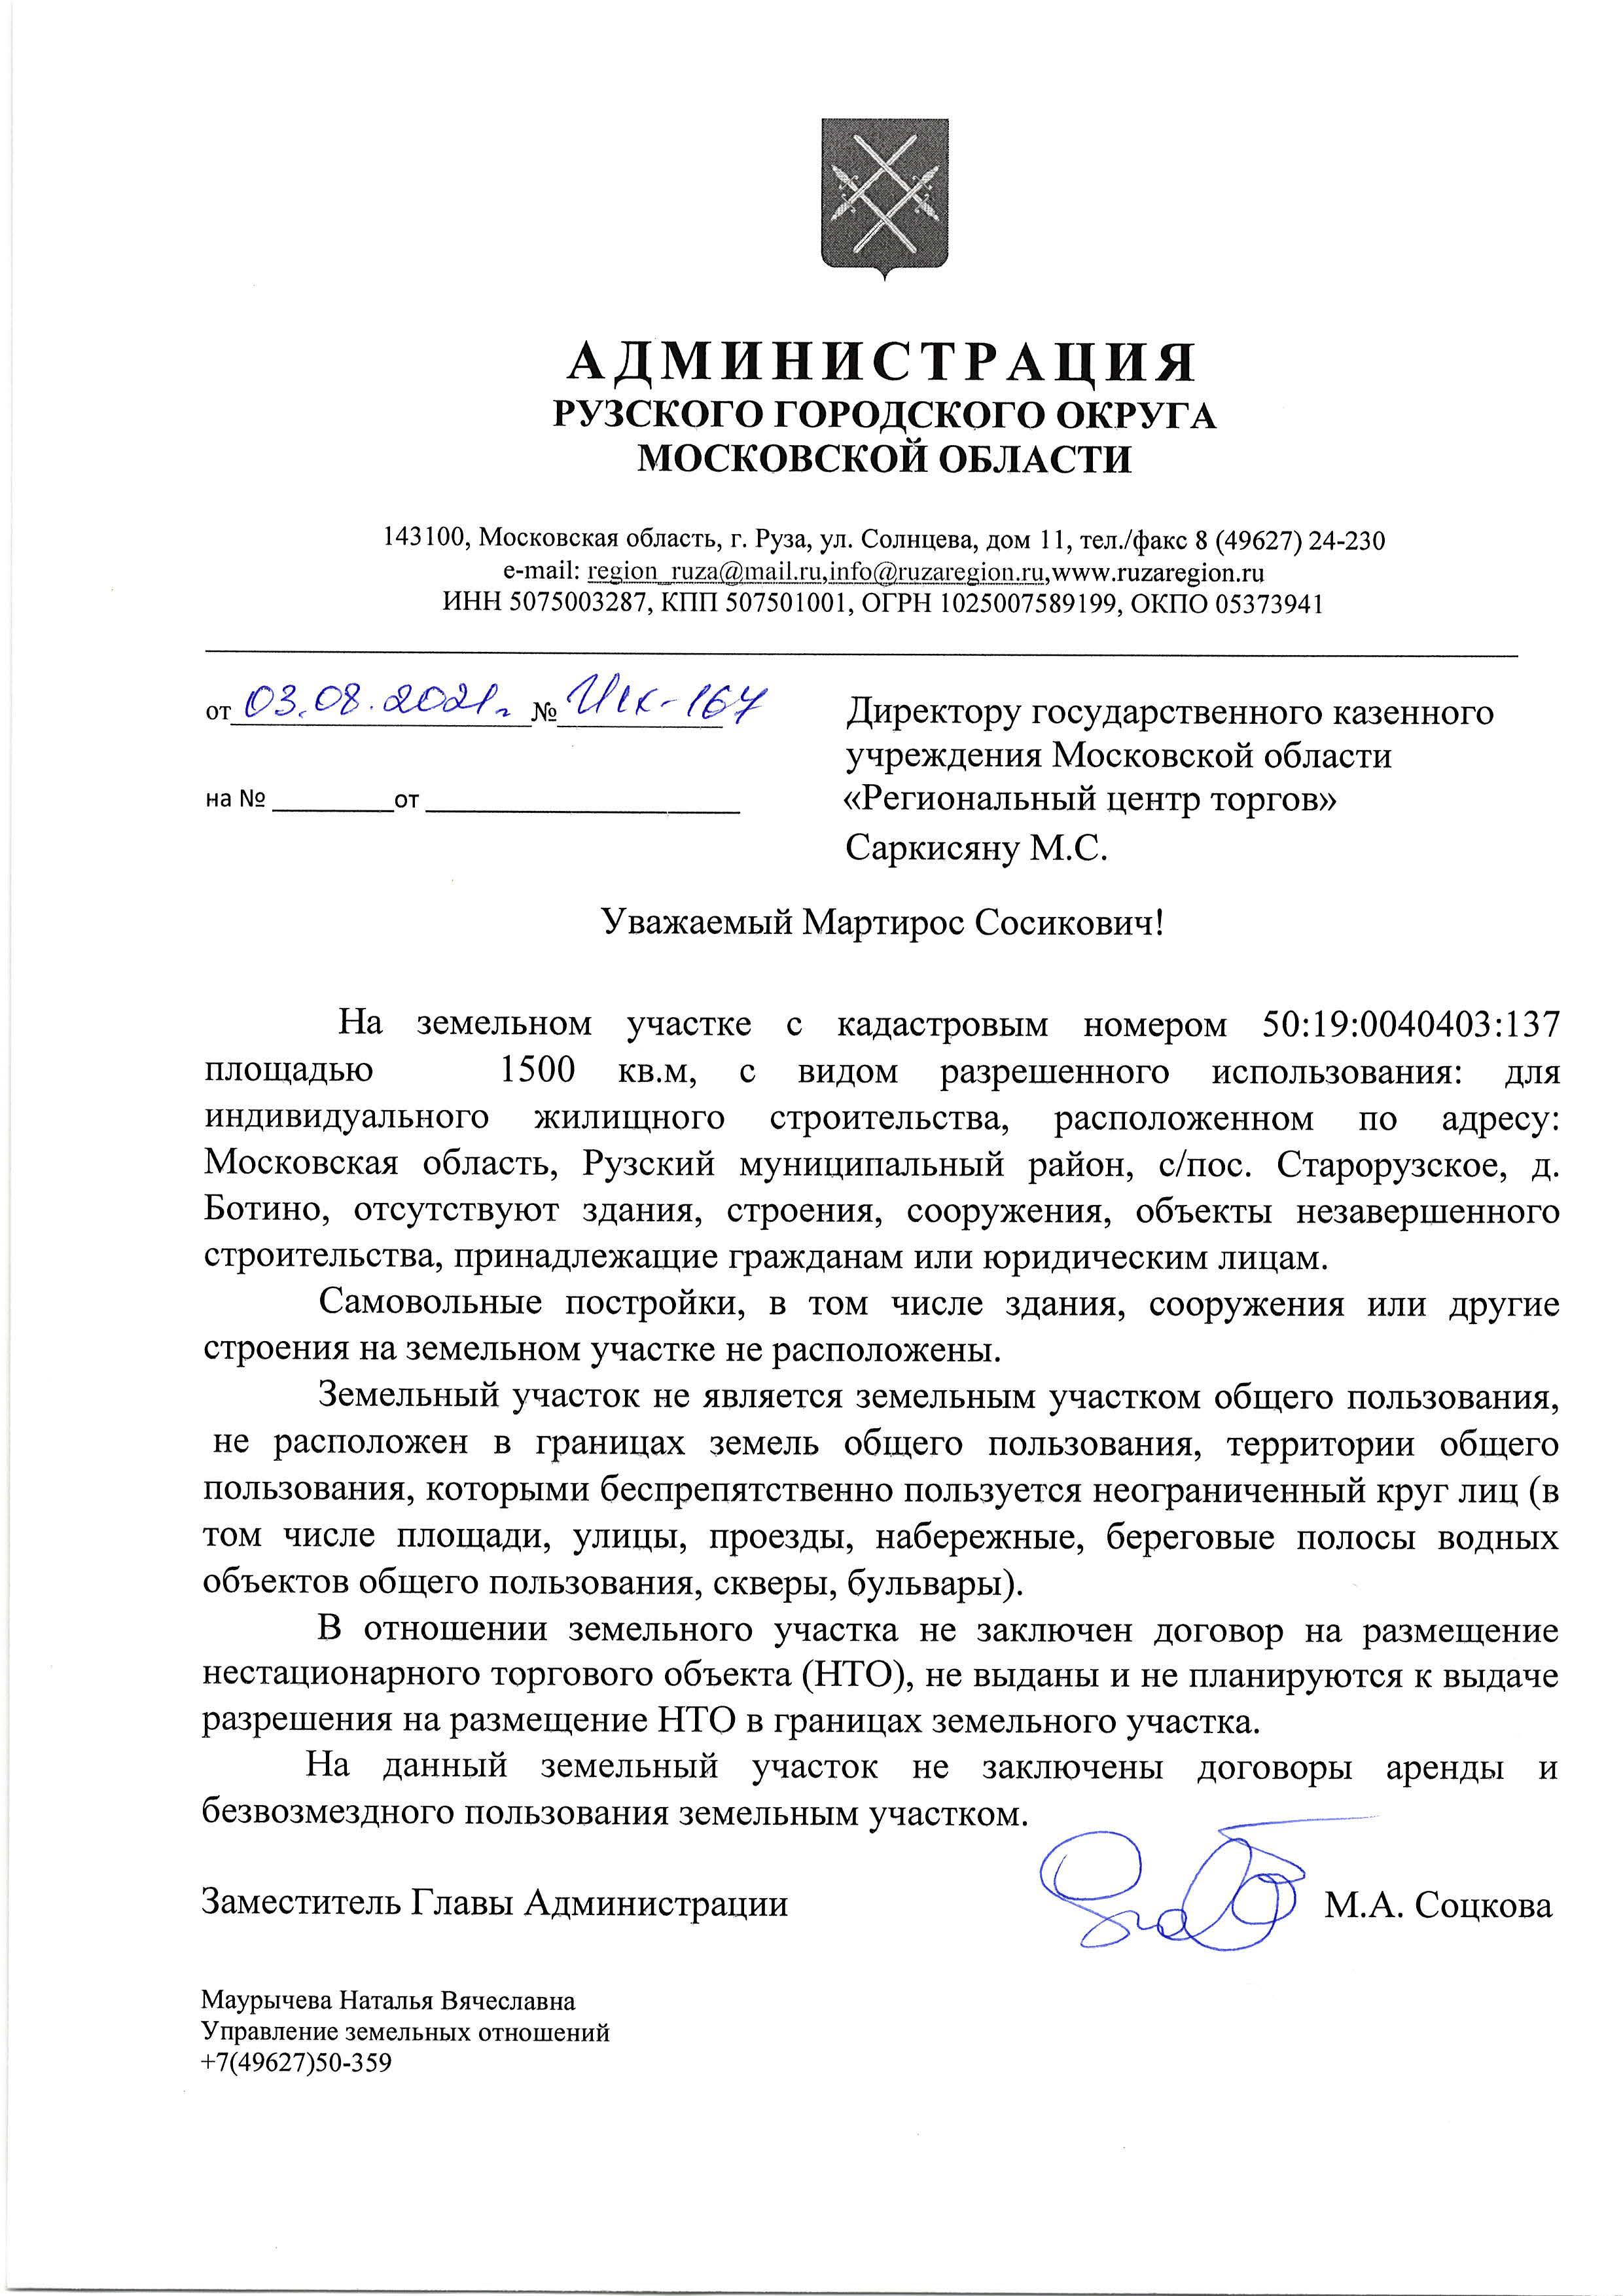 АДМИНИСТРАЦИЯ
РУЗСКОГО ГОРОДСКОГО ОКРУГА
МОСКОВСКОЙ ОБЛАСТИ
143100, Московская область, г. Руза, ул. Солнцева, дом 11, тел./факс 8 (49627) 24-230
e-mail: region_ruza@mail.ru,info@ruzaregion.ru,www.ruzaregion.ru
ИНН 5075003287, КПП 507501001, ОГРН 1025007589199, ОКПО 05373941
от 03.08.2021г. № Исх-167
на № _________ от _______________________
Директору государственного казенного
учреждения Московской области
«Региональный центр торгов»
Саркисяну М.С.
Уважаемый Мартирос Сосикович!
На земельном участке с кадастровым номером 50:19:0040403:137
площадью 1500 кв.м, с видом разрешенного использования: для
индивидуального жилищного строительства, расположенном по адресу:
Московская область, Рузский муниципальный район, с/пос. Старорузское, д.
Ботино, отсутствуют здания, строения, сооружения, объекты незавершенного
строительства, принадлежащие гражданам или юридическим лицам.
Самовольные постройки, в том числе здания, сооружения или другие
строения на земельном участке не расположены.
Земельный участок не является земельным участком общего пользования,
не расположен в границах земель общего пользования, территории общего
пользования, которыми беспрепятственно пользуется неограниченный круг лиц (в
том числе площади, улицы, проезды, набережные, береговые полосы водных
объектов общего пользования, скверы, бульвары).
В отношении земельного участка не заключен договор на размещение
нестационарного торгового объекта (НТО), не выданы и не планируются к выдаче
разрешения на размещение НТО в границах земельного участка.
На данный земельный участок не заключены договоры аренды и
безвозмездного пользования земельным участком.
Заместитель Главы Администрации
М.А. Соцкова
Маурычева Наталья Вячеславна
Управление земельных отношений
+7(49627)50-359